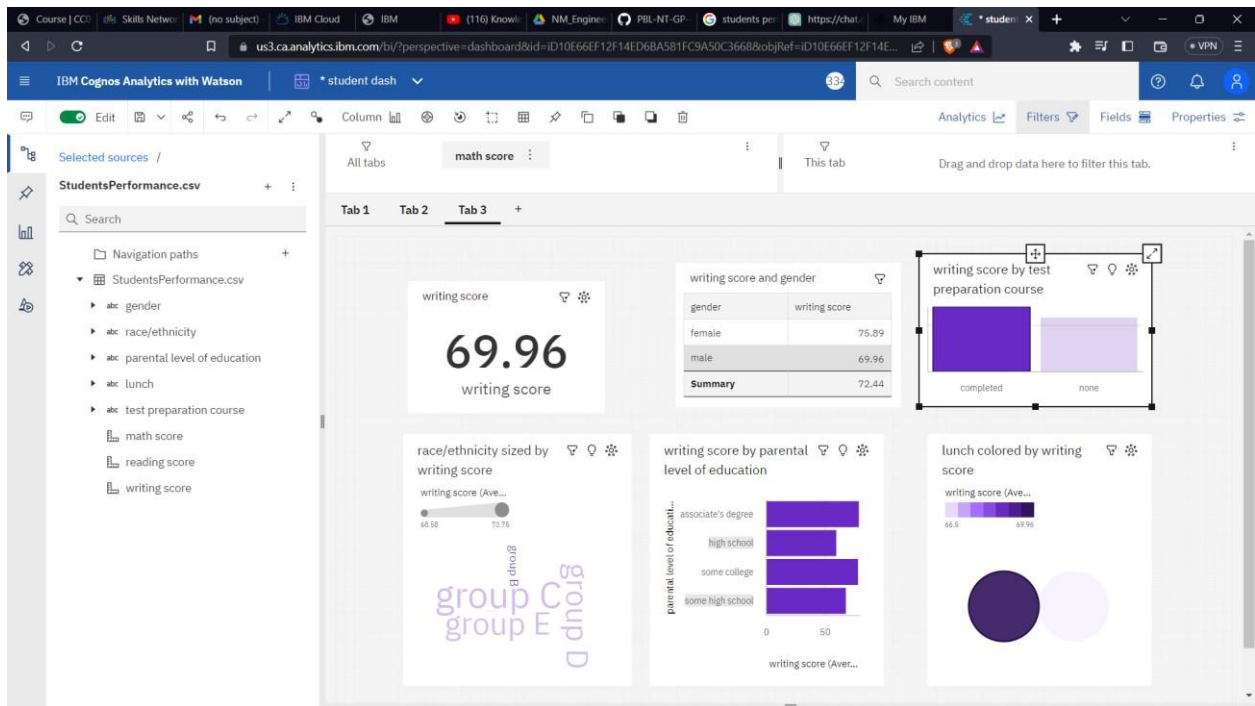 Course | CC
Skills Networ
(no subject)
IBM Cloud
IBM
(116) Knowl
NM_Enginee
PBL-NT-GP-
students per
https://chat.
My IBM
* studen
us3.ca.analytics.ibm.com/bi/?perspective=dashboard&id=iD10E66EF12F14ED68A581FC9A50C3668&objRef=iD10E66EF12F14E...
VPN
IBM Cognos Analytics with Watson
* student dash
334
Search content
Edit
Column
Analytics
Filters
Fields
Properties
Selected sources /
StudentsPerformance.csv
Search
Navigation paths
StudentsPerformance.csv
abc gender
abc race/ethnicity
abc parental level of education
abc lunch
abc test preparation course
math score
reading score
writing score
All tabs
math score
This tab
Drag and drop data here to filter this tab.
Tab 1 Tab 2 Tab 3
writing score
69.96
writing score
writing score and gender
gender writing score
female 75.89
male 69.96
Summary 72.44
writing score by test
preparation course
completed none
race/ethnicity sized by
writing score
writing score (Ave...
73.75
group B
group C
group E
group D
writing score by parental
level of education
parental level of educati...
associate's degree
high school
some college
some high school
0 50
writing score (Aver...
lunch colored by writing
score
writing score (Ave...
66.5 69.96